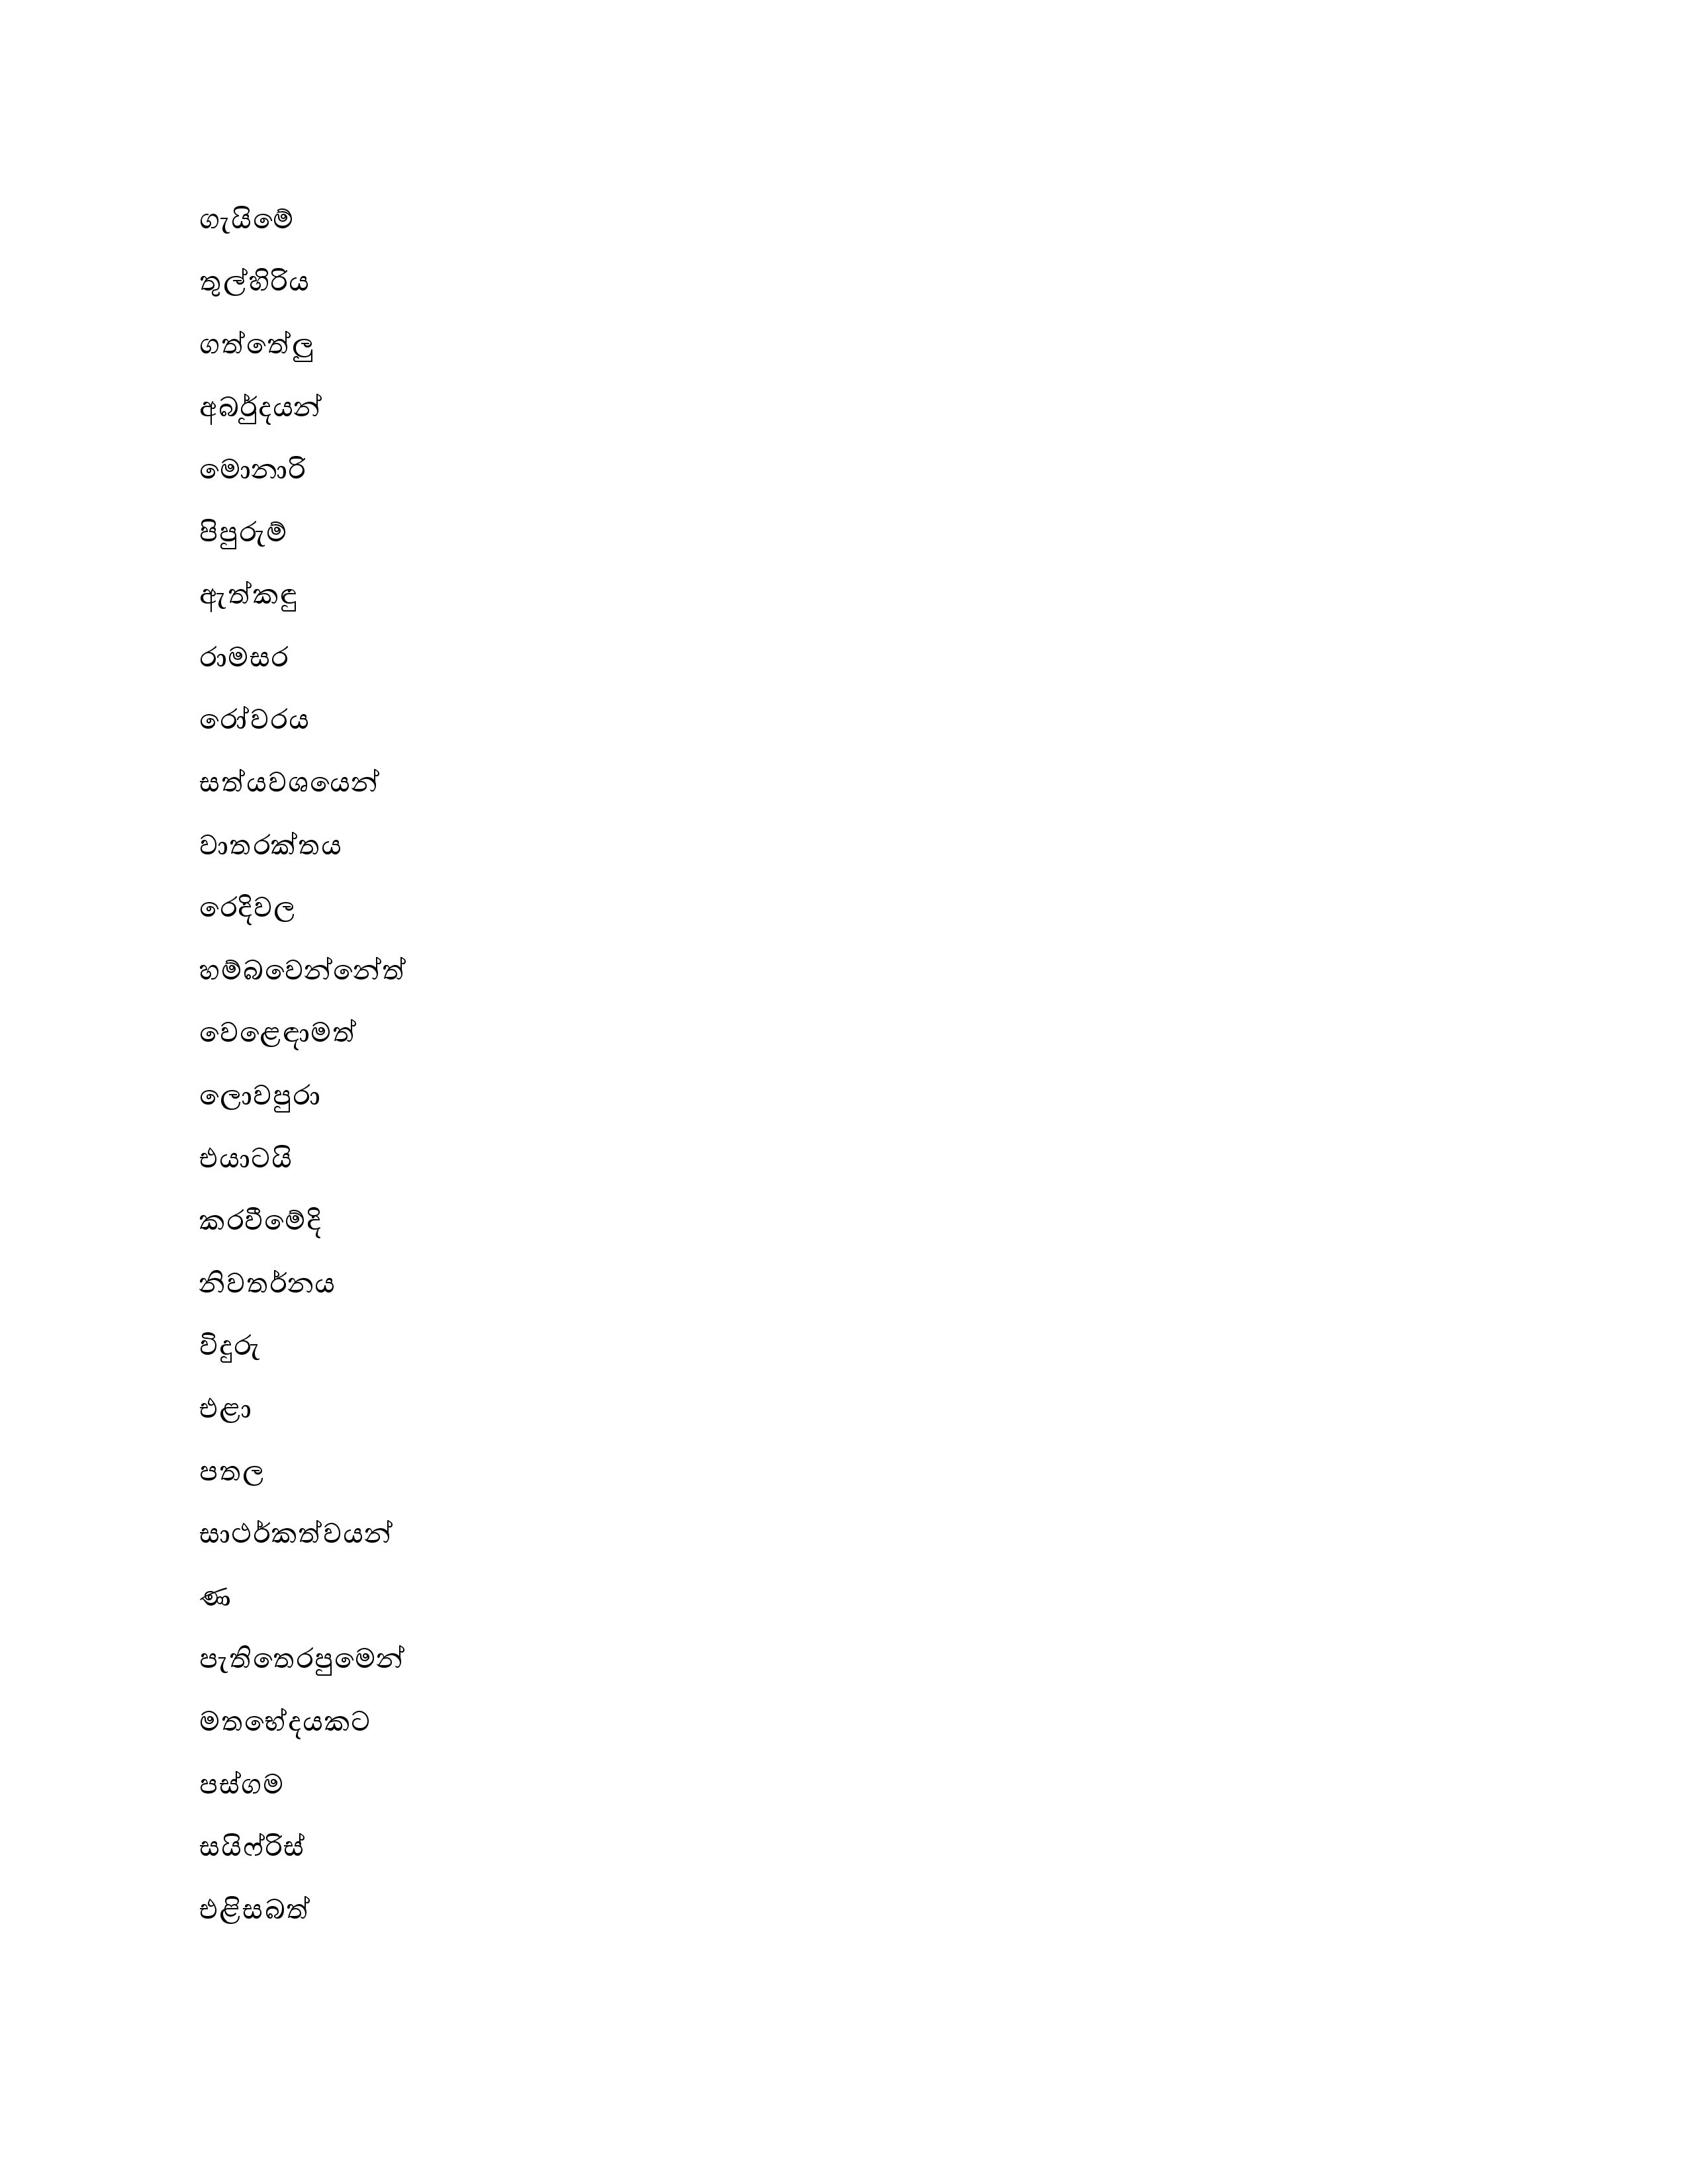 ගැයිමේ
තුල්හිරිය
ගත්තේලු
අබර්ුදයන්
මොනාරි
පිපුරුම්
ඇත්කඳු
රාමසර
රෝවරය
සත්යවශයෙන්
වාතරක්තය
රෙදිවල
හම්බවෙන්නේත්
වෙළෙඳාමත්
ලොවපුරා
එයාටයි
කරවීමේදි
නිවතර්නය
විදුරු
එළා
පතල
සාථර්කත්වයන්
ණ
පැතිතෙරපුමෙන්
මතභේදයකට
පස්ගම
සයිෆ්රිස්
එළිසබත්